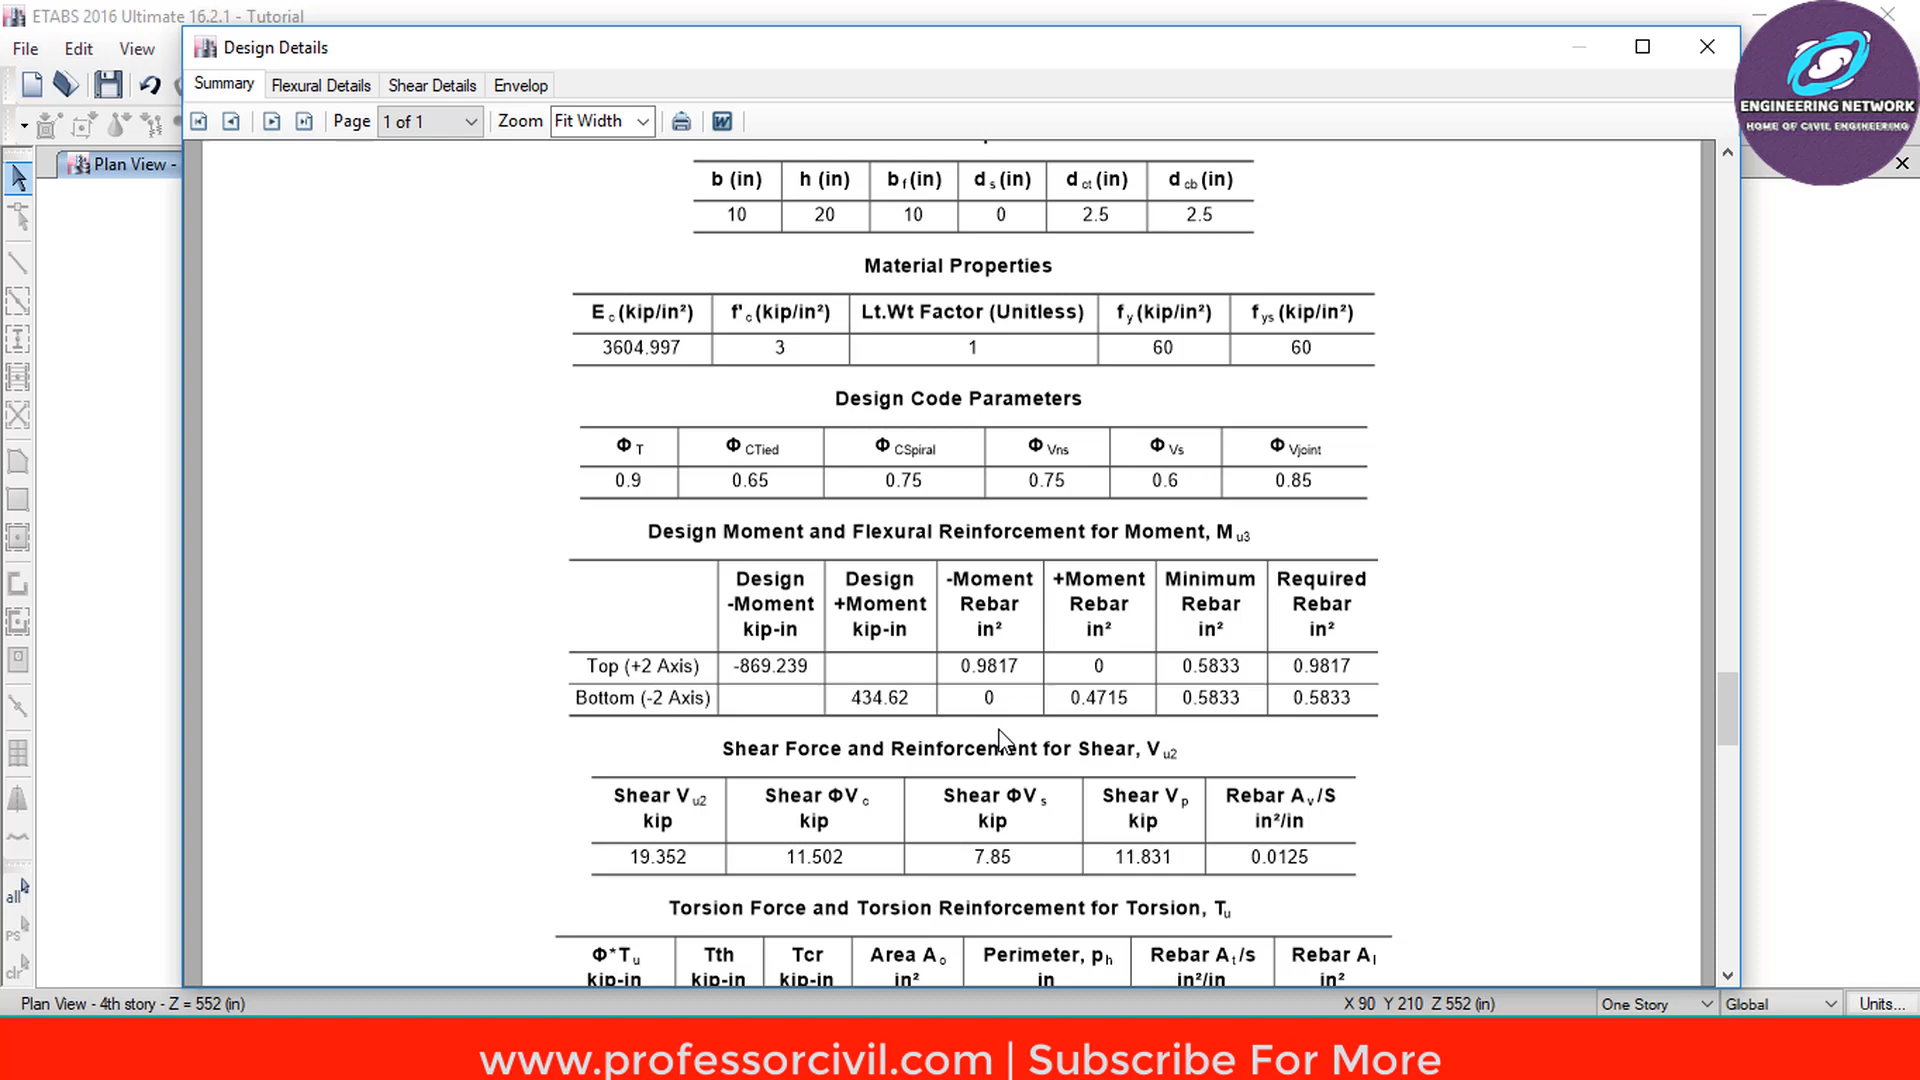 ETABS 2016 Ultimate 16.2.1 - Tutorial
File Edit View
Design Details
Summary Flexural Details Shear Details Envelop
Page 1 of 1 Zoom Fit Width
Plan View -
ENGINEERING NETWORK
HOME OF CIVIL ENGINEERING
b (in) h (in) b f (in) d s (in) d ct (in) d cb (in)
10 20 10 0 2.5 2.5
Material Properties
E c (kip/in²) f' c (kip/in²) Lt.Wt Factor (Unitless) f y (kip/in²) f ys (kip/in²)
3604.997 3 1 60 60
Design Code Parameters
Φ T Φ CTied Φ CSpiral Φ Vns Φ Vs Φ Vjoint
0.9 0.65 0.75 0.75 0.6 0.85
Design Moment and Flexural Reinforcement for Moment, M u3
Design Design -Moment +Moment Minimum Required
-Moment +Moment Rebar Rebar Rebar Rebar
kip-in kip-in in² in² in² in²
Top (+2 Axis) -869.239 0.9817 0 0.5833 0.9817
Bottom (-2 Axis) 434.62 0 0.4715 0.5833 0.5833
Shear Force and Reinforcement for Shear, V u2
Shear V u2 Shear ΦV c Shear ΦV s Shear V p Rebar A v /S
kip kip kip kip in²/in
19.352 11.502 7.85 11.831 0.0125
Torsion Force and Torsion Reinforcement for Torsion, T u
Φ*T u Tth Tcr Area A o Perimeter, p h Rebar A t /s Rebar A l
kip-in kip-in kip-in in² in in²/in in²
all
PS
clr
Plan View - 4th story - Z = 552 (in) X 90 Y 210 Z 552 (in) One Story Global Units...
www.professorcivil.com | Subscribe For More